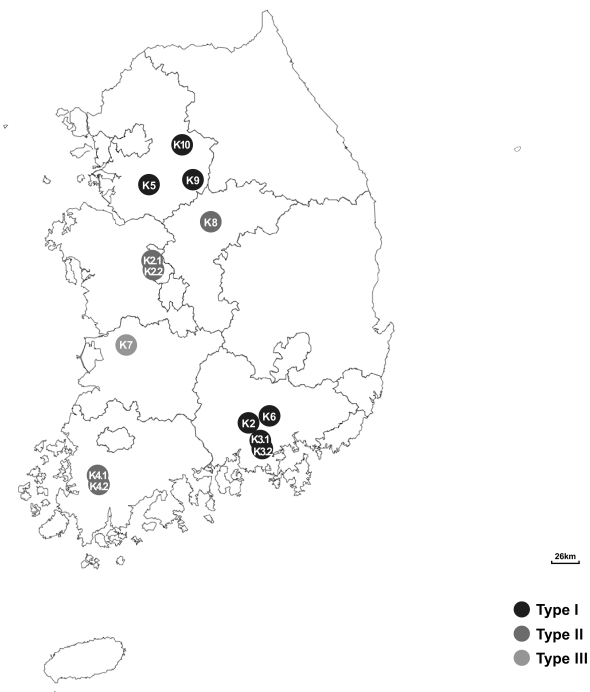 K10
K5
K9
K8
K2.1
K2.2
K7
K2
K6
K3.1
K3.2
K4.1
K4.2
26km
Type I
Type II
Type III